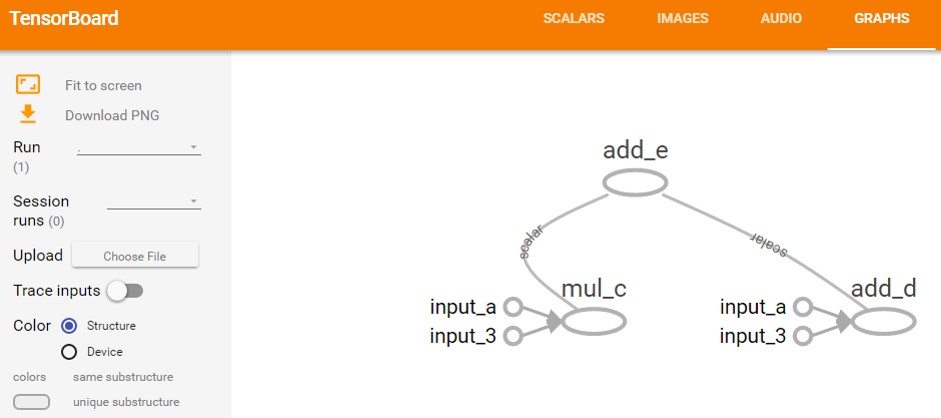 TensorBoard
SCALARS IMAGES AUDIO GRAPHS
Fit to screen
Download PNG
Run
(1)
.
Session
runs (0)
Upload Choose File
Trace inputs
Color Structure
Device
colors same substructure
unique substructure
add_e
scalar
scalar
mul_c
input_a
input_3
add_d
input_a
input_3